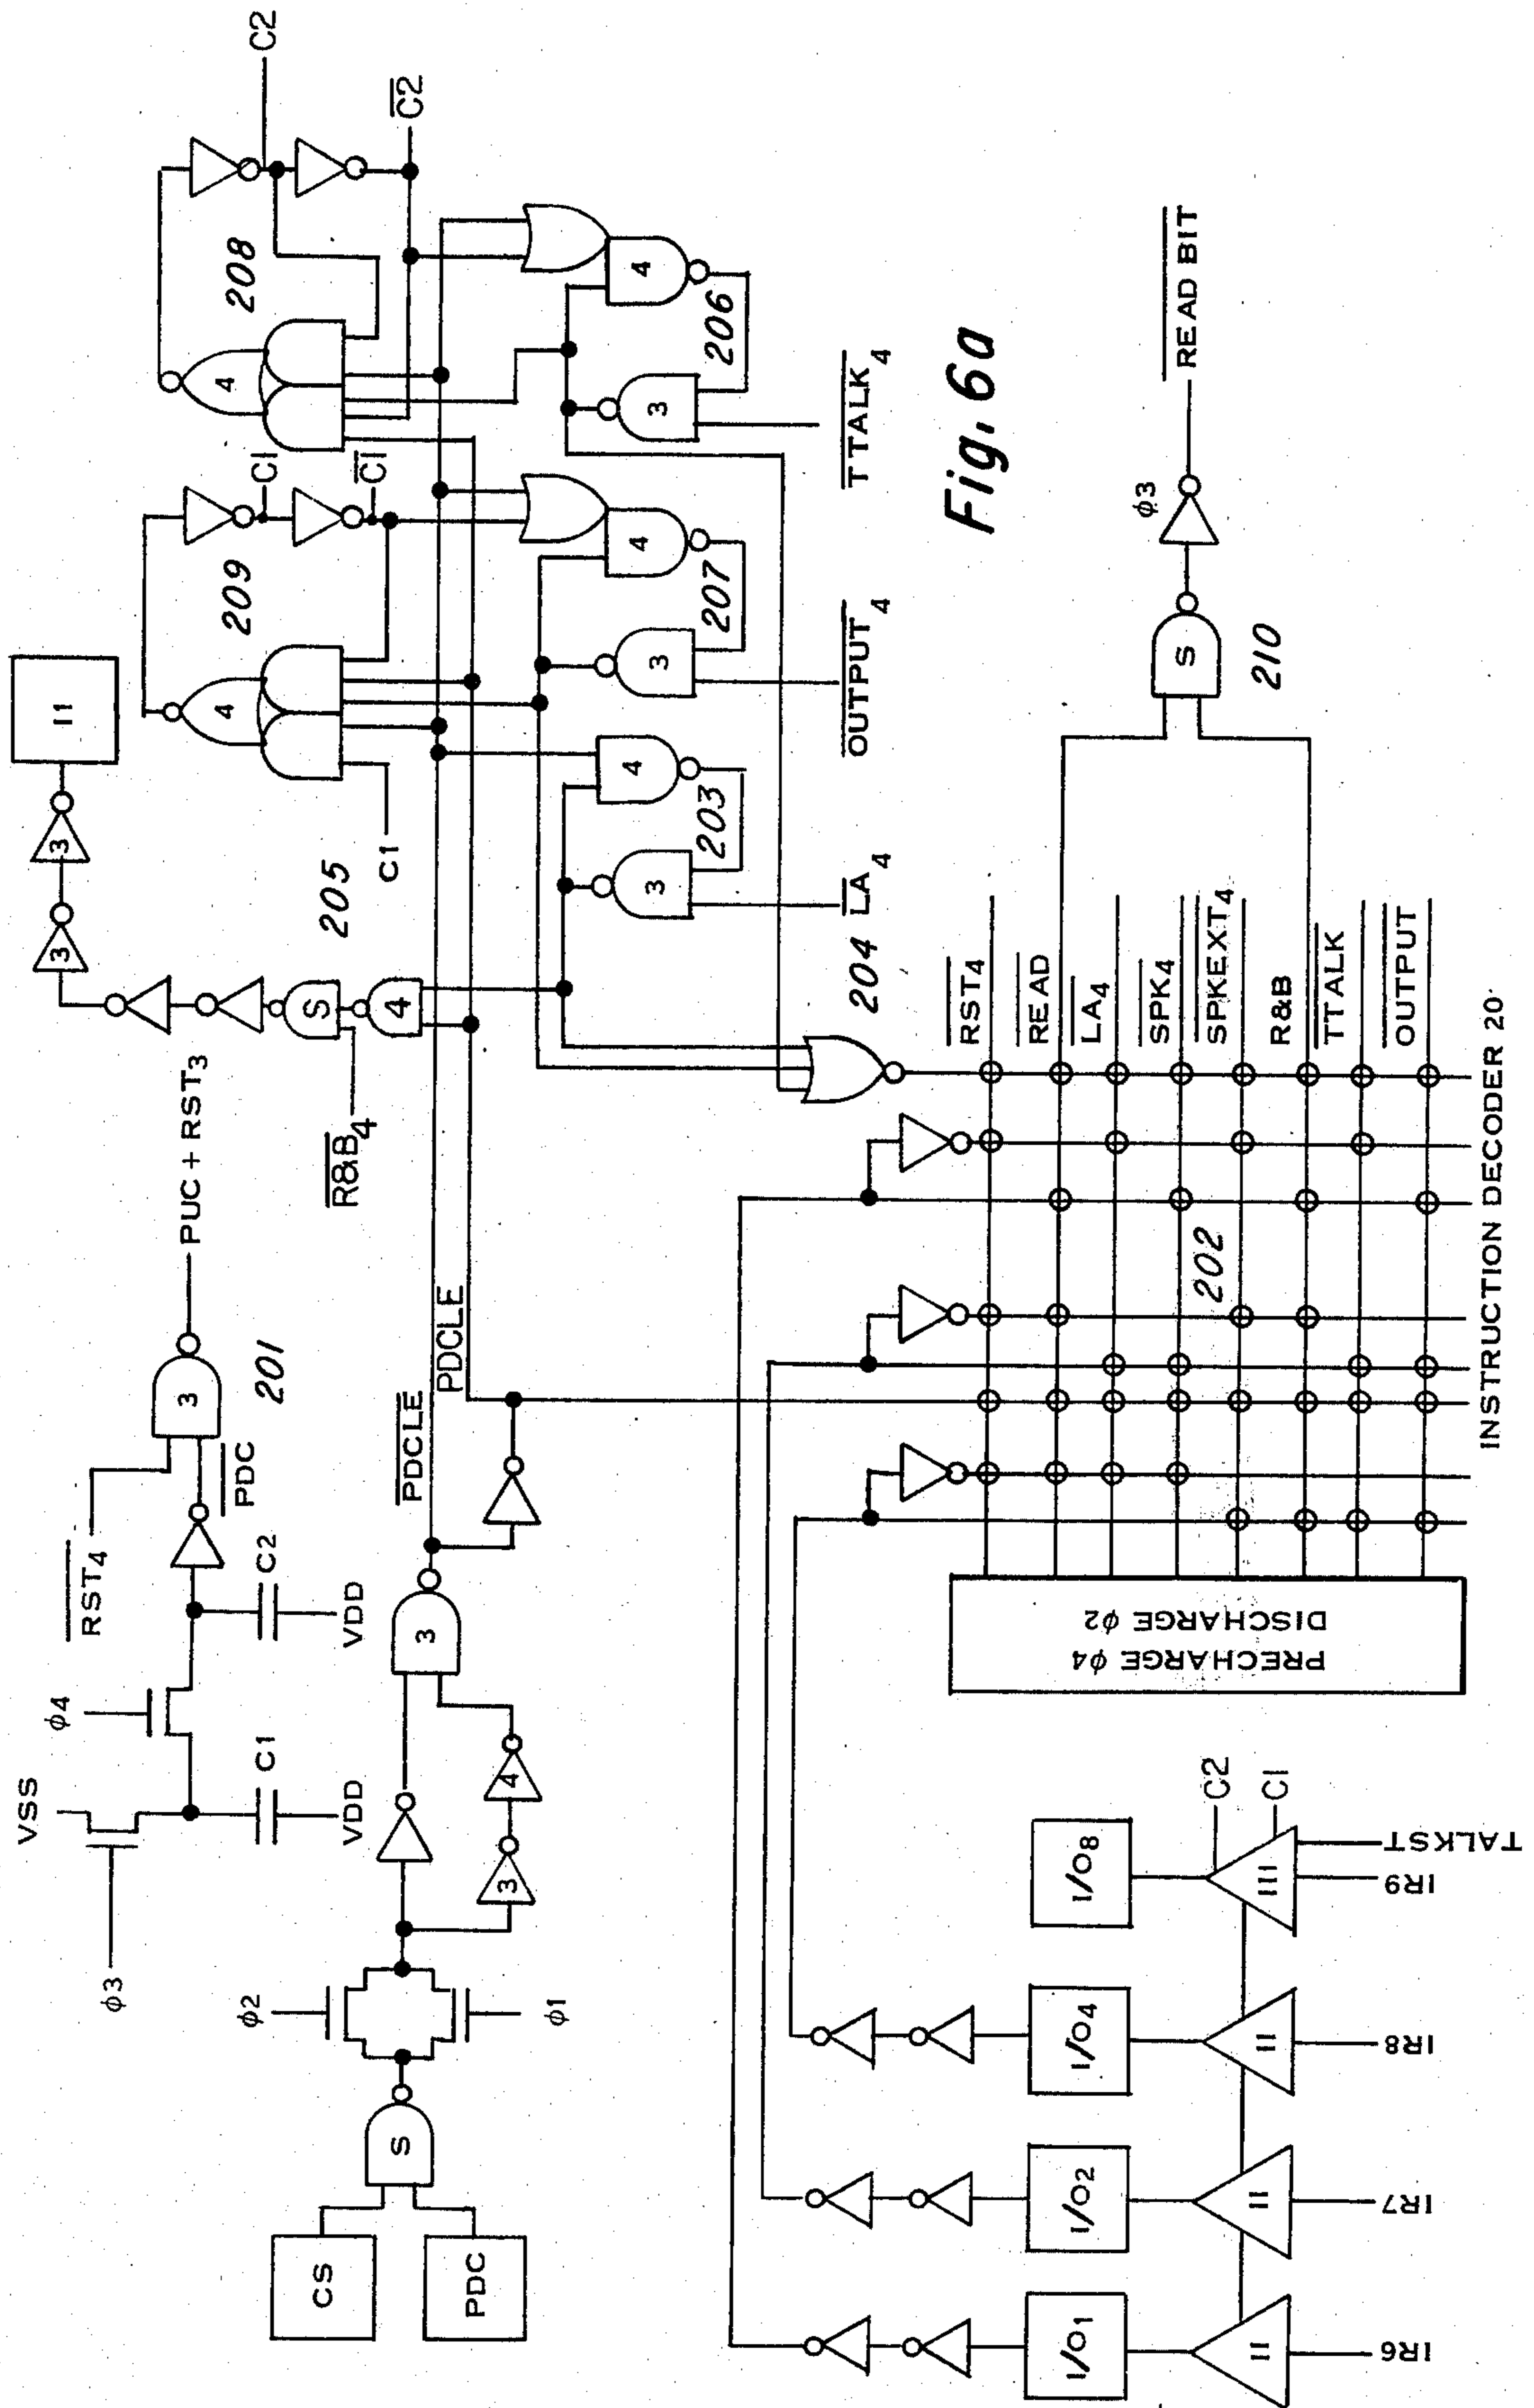 C2
C2
208
4
C1
C1
209
4
11
3
3
205
C1
S
4
R&B4
PUC + RST3
201
3
RST4
PDC
C2
VDD
φ4
VSS
C1
VDD
φ3
PDCLE
PDCLE
3
4
3
φ2
φ1
S
CS
PDC
4
206
3
TTALK4
4
207
3
OUTPUT4
4
203
3
LA4
204
Fig. 6a
READ BIT
φ3
S
210
RST4
READ
LA4
SPK4
SPKEXT4
R&B
TTALK
OUTPUT
202
INSTRUCTION DECODER 20
PRECHARGE φ4
DISCHARGE φ2
I/O8
I/O4
I/O2
I/O1
C2
C1
III
II
II
II
TALKST
IR9
IR8
IR7
IR6